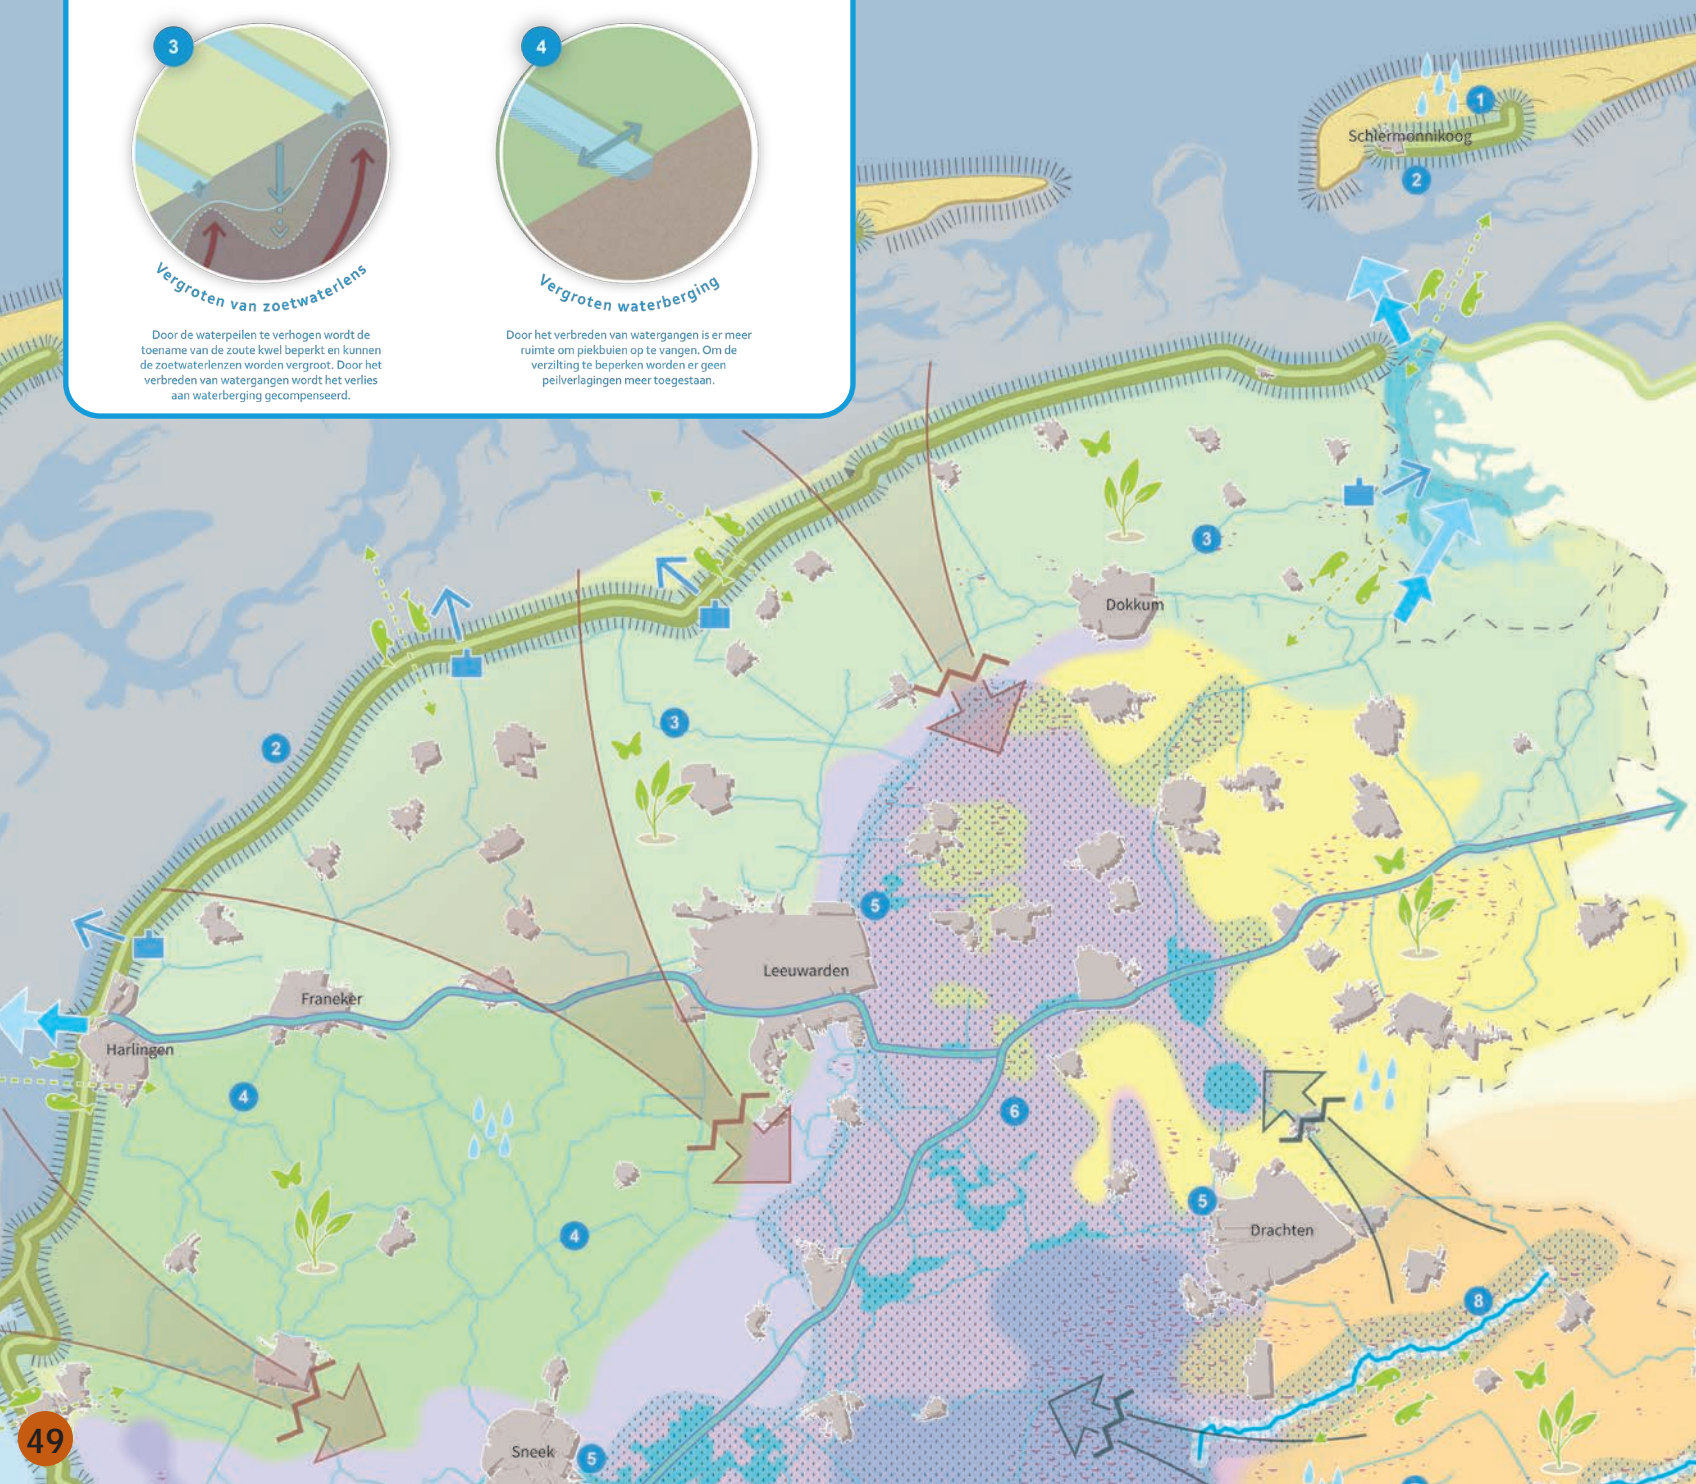 3
4
Vergroten van zoetwaterlens
Vergroten waterberging
Door de waterpeilen te verhogen wordt de
toename van de zoute kwel beperkt en kunnen
de zoetwaterlenzen worden vergroot. Door het
verbreden van watergangen wordt het verlies
aan waterberging gecompenseerd.
Door het verbreden van watergangen is er meer
ruimte om piekbuien op te vangen. Om de
verzilting te beperken worden er geen
peilverlagingen meer toegestaan.
1
Schiermonnikoog
2
3
Dokkum
3
2
5
Leeuwarden
Franeker
Harlingen
4
6
5
Drachten
4
8
49
Sneek
5